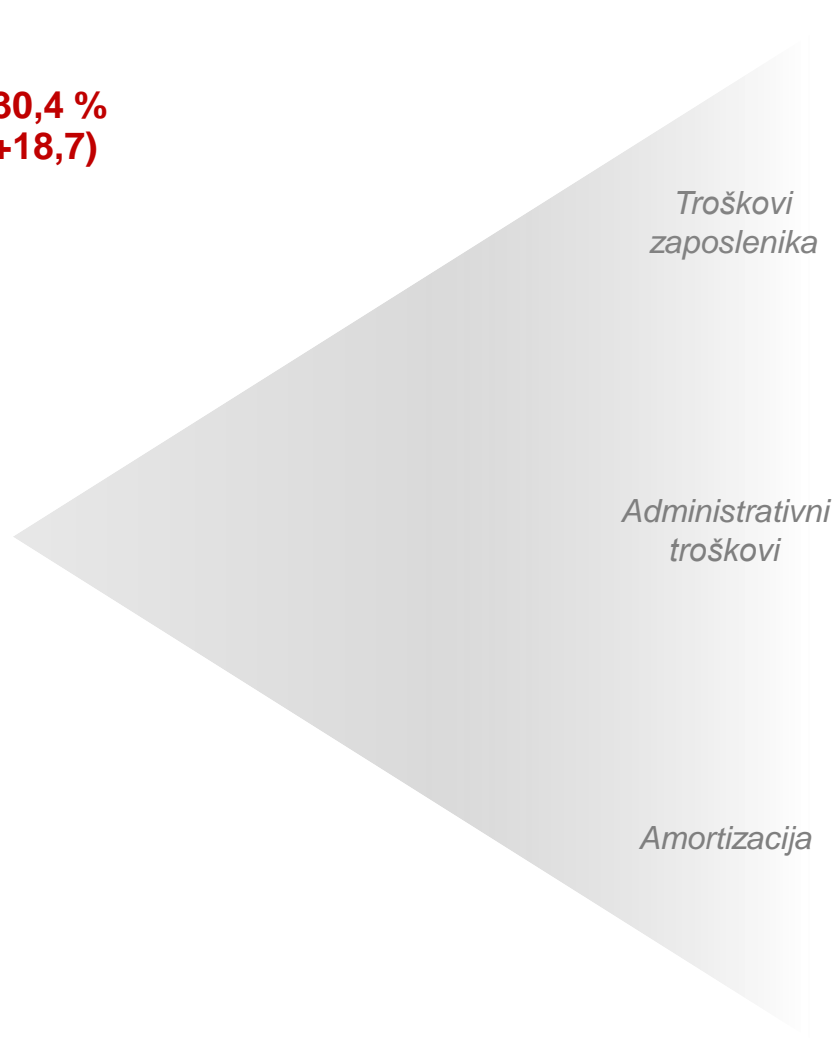 30,4 %
+18,7)
Troškovi
zaposlenika
Administrativni
troškovi
Amortizacija